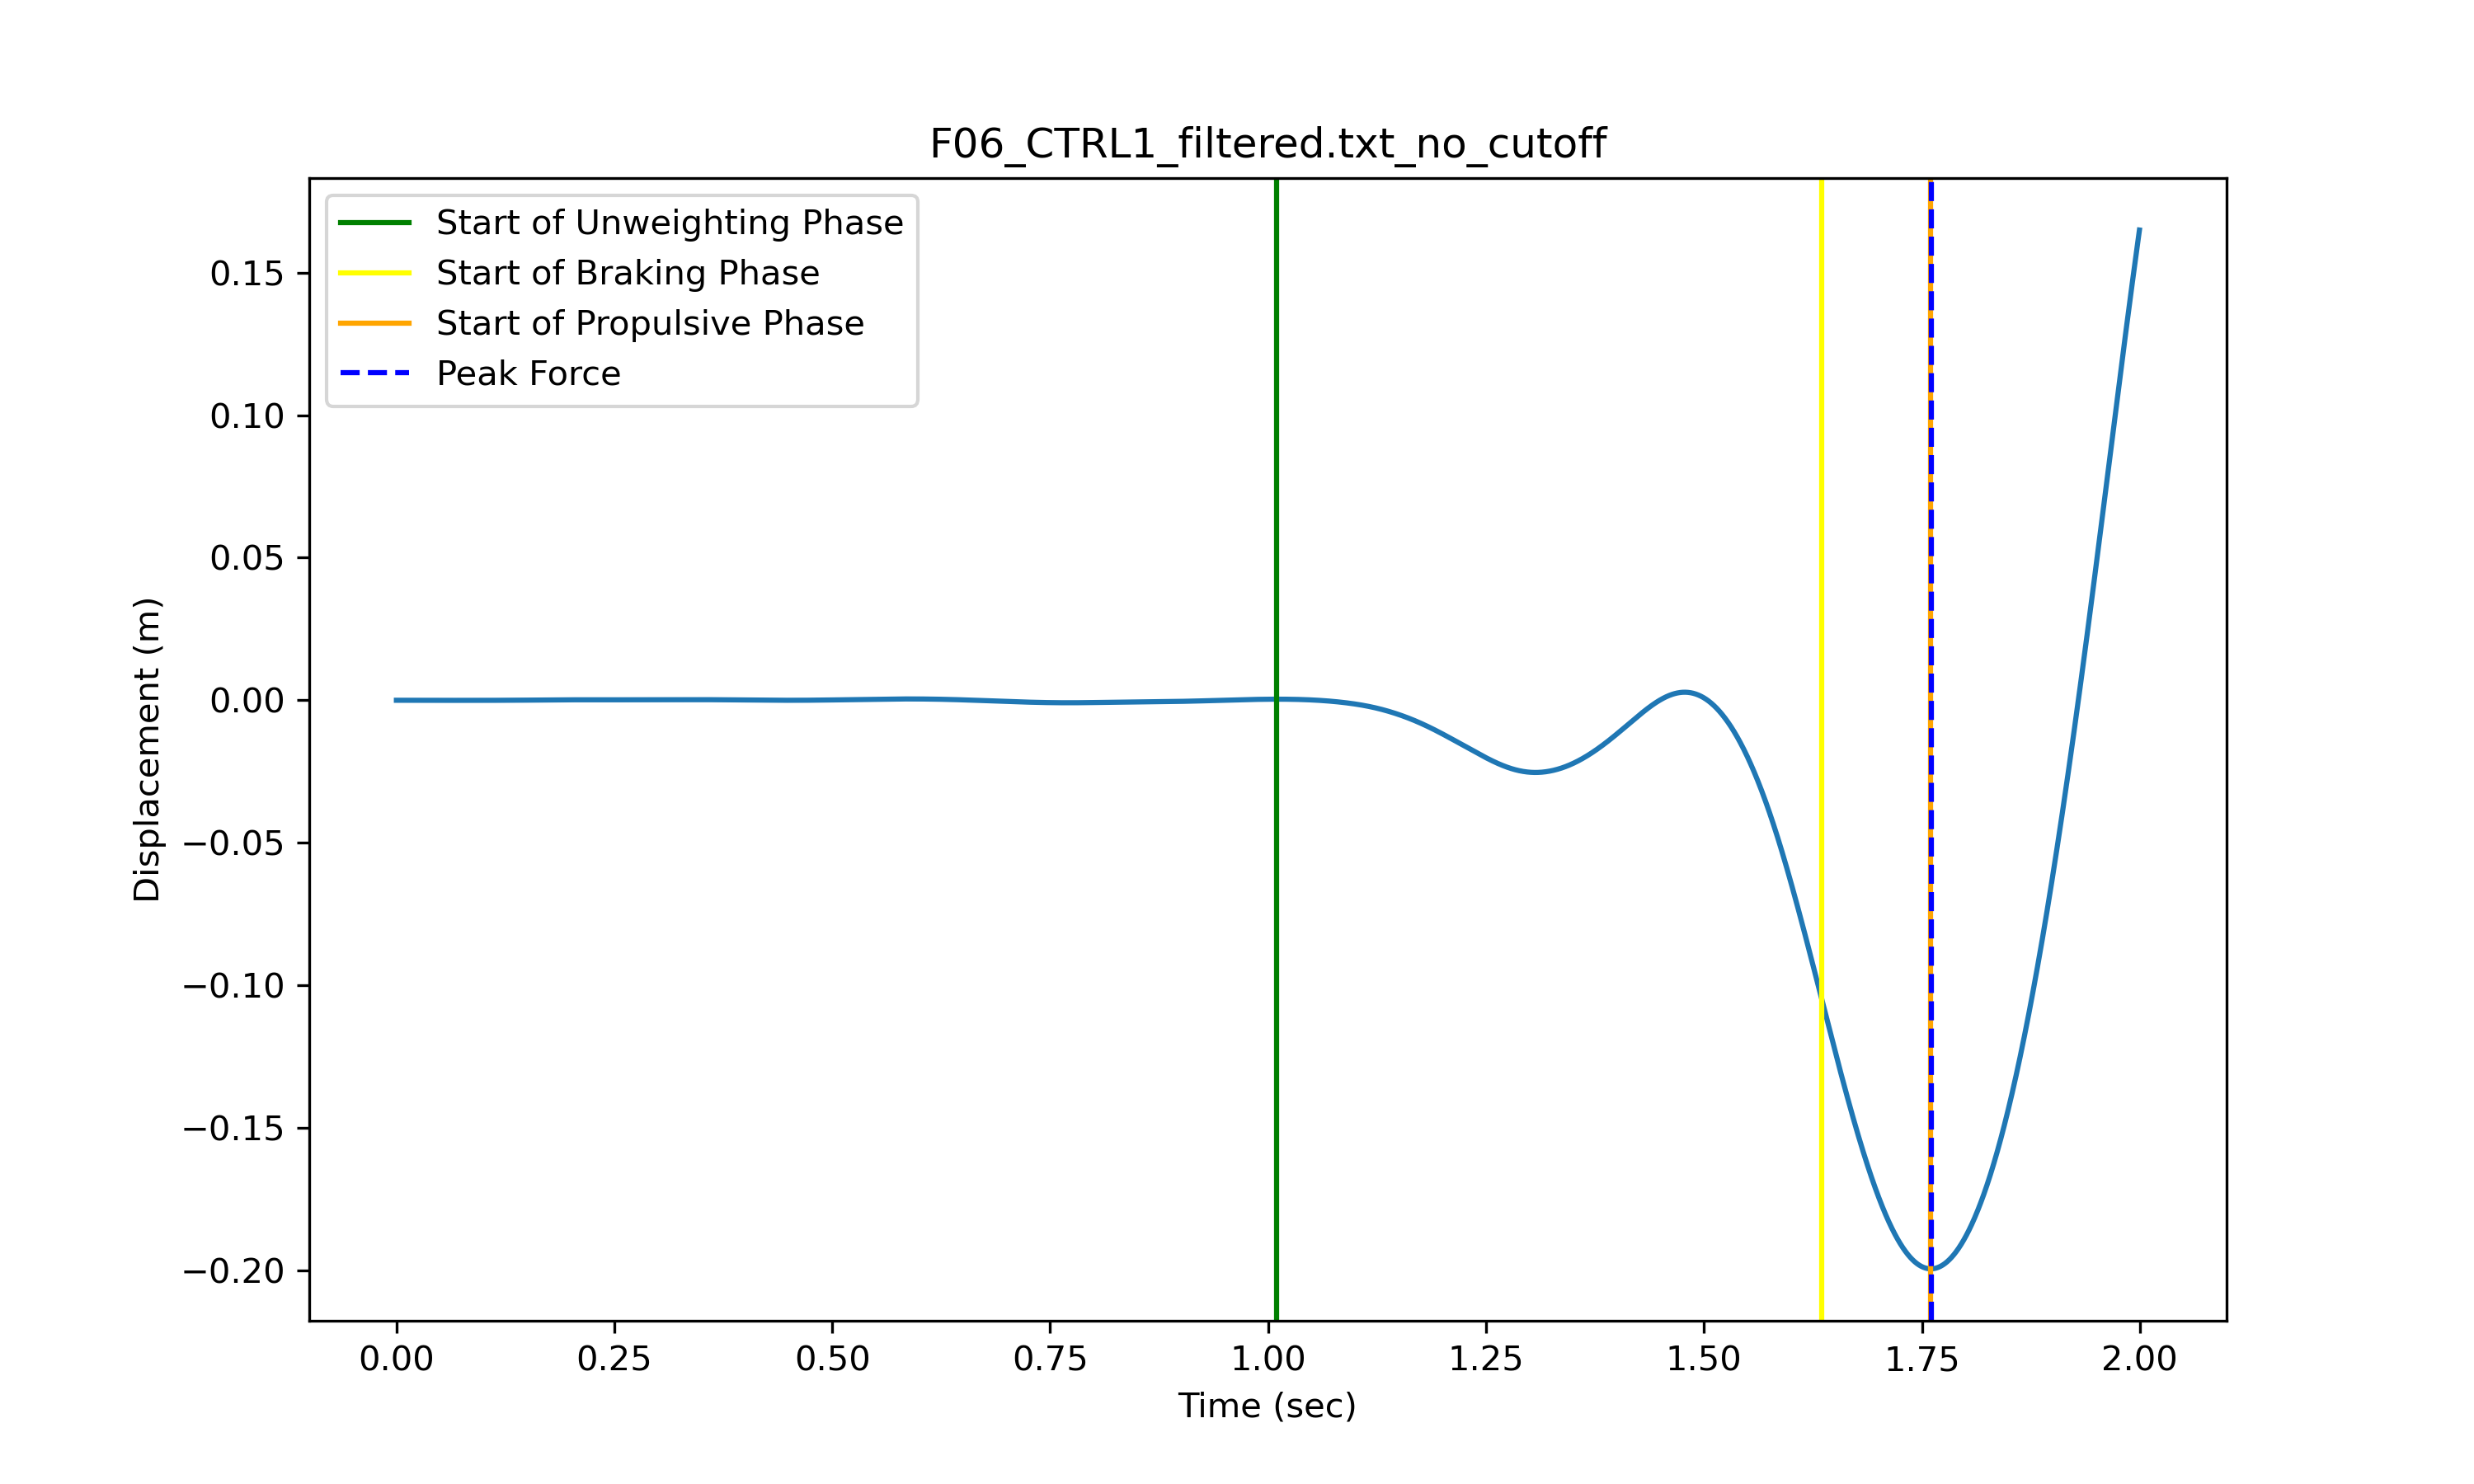 F06_CTRL1_filtered.txt_no_cutoff
Start of Unweighting Phase
Start of Braking Phase
Start of Propulsive Phase
Peak Force
0.15
0.10
0.05
0.00
−0.05
−0.10
−0.15
−0.20
Displacement (m)
0.00 0.25 0.50 0.75 1.00 1.25 1.50 1.75 2.00
Time (sec)